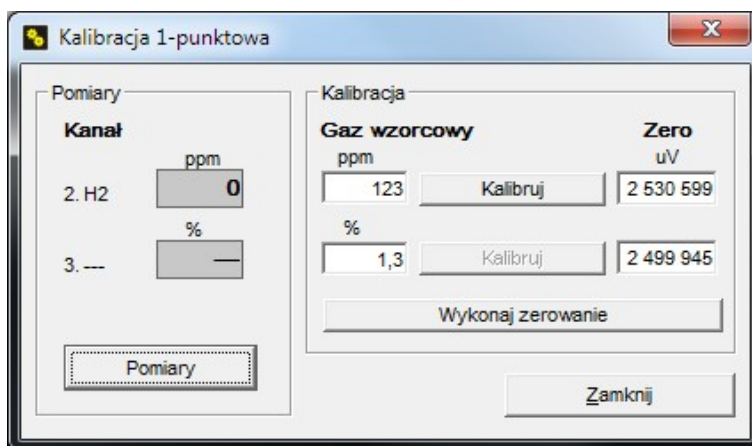 Kalibracja 1-punktowa
Pomiary
Kanał
ppm
2. H2 0
%
3. --- —
Pomiary
Kalibracja
Gaz wzorcowy Zero
ppm uV
123 Kalibruj 2 530 599
%
1,3 Kalibruj 2 499 945
Wykonaj zerowanie
Zamknij